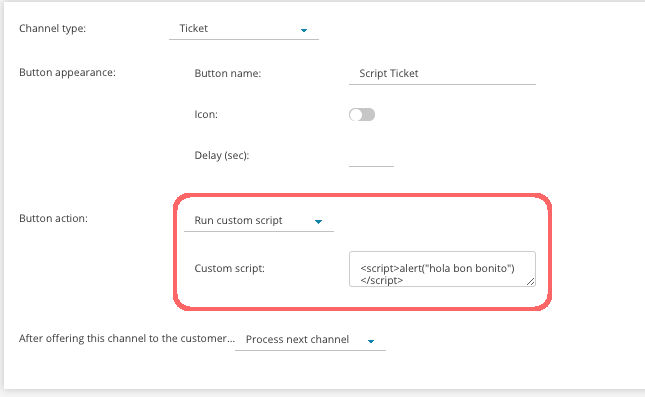 Channel type: Ticket
Button appearance: Button name: Script Ticket
Icon:
Delay (sec):
Button action: Run custom script
Custom script: <script>alert("hola bon bonito")
</script>
After offering this channel to the customer... Process next channel